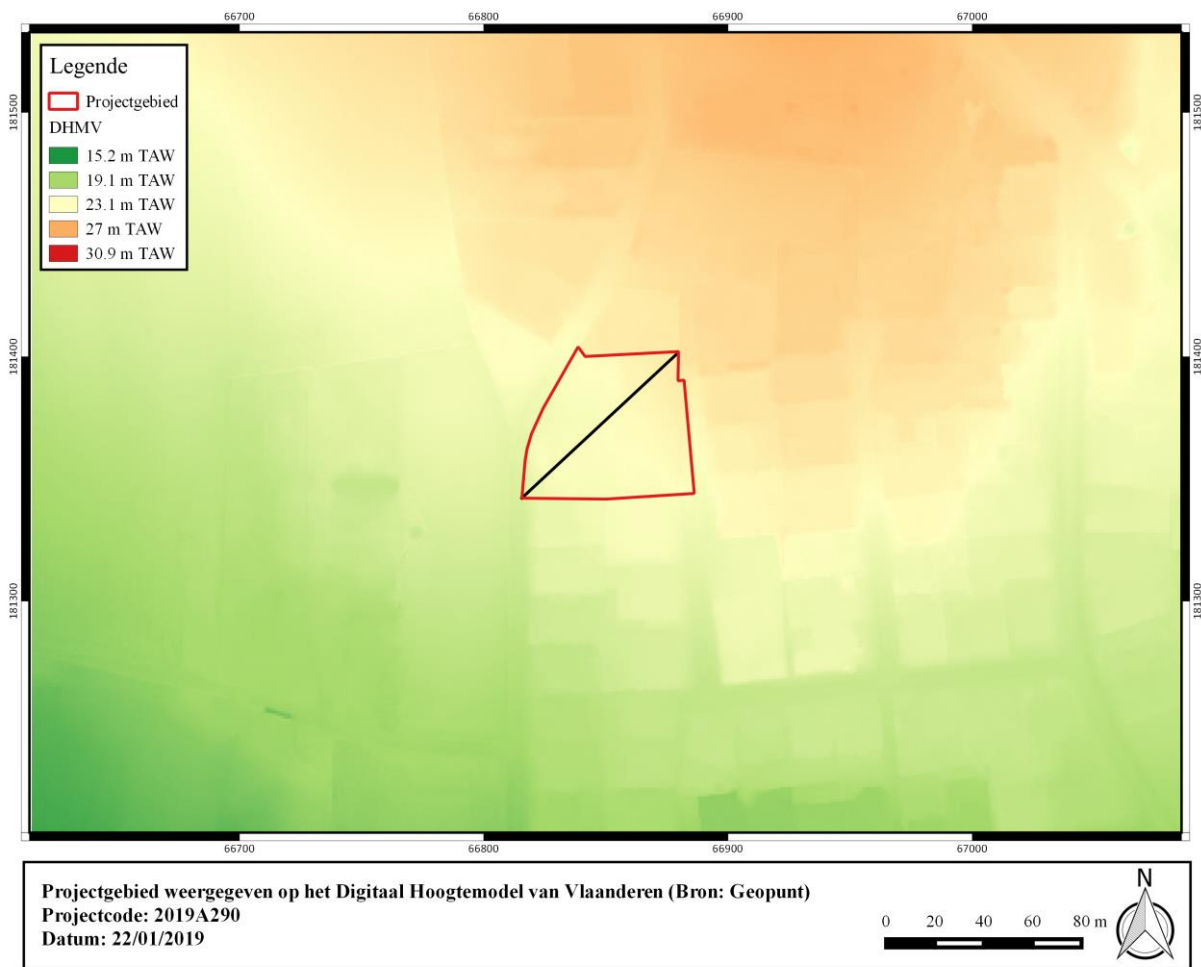 66700 66800 66900 67000
Legende
Projectgebied
DHMV
15.2 m TAW
19.1 m TAW
23.1 m TAW
27 m TAW
30.9 m TAW
181500 181500
181400 181400
181300 181300
66700 66800 66900 67000
Projectgebied weergegeven op het Digitaal Hoogtemodel van Vlaanderen (Bron: Geopunt)
Projectcode: 2019A290
Datum: 22/01/2019
0 20 40 60 80 m
N